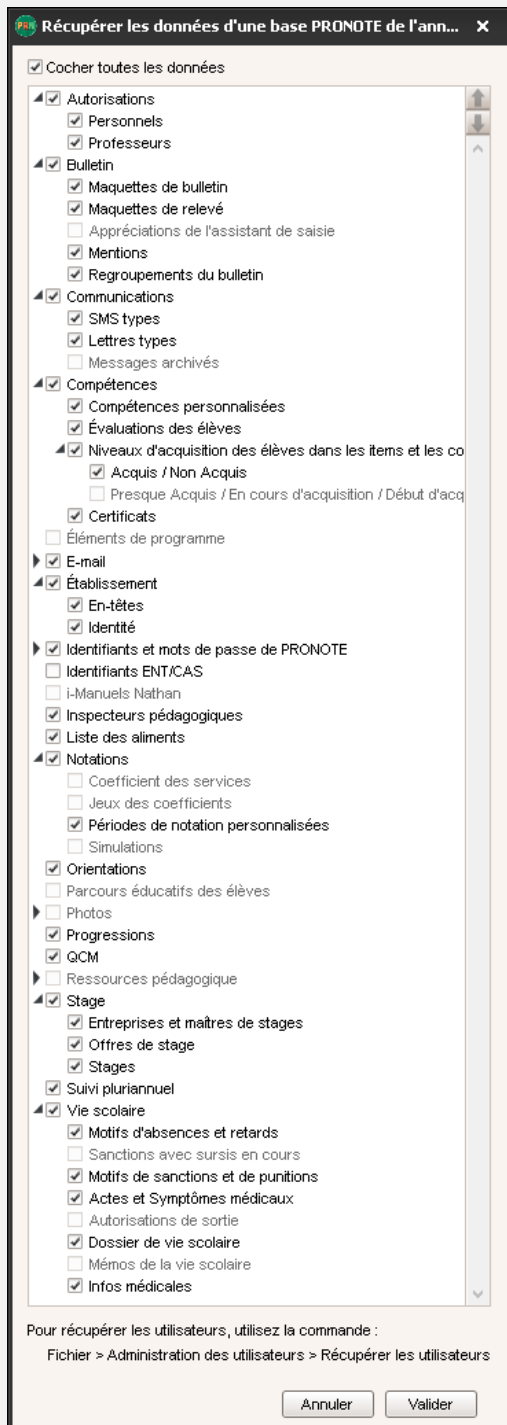 PRN Récupérer les données d'une base PRONOTE de l'ann...
Cocher toutes les données
Autorisations
Personnels
Professeurs
Bulletin
Maquettes de bulletin
Maquettes de relevé
Appréciations de l'assistant de saisie
Mentions
Regroupements du bulletin
Communications
SMS types
Lettres types
Messages archivés
Compétences
Compétences personnalisées
Évaluations des élèves
Niveaux d'acquisition des élèves dans les items et les co
Acquis / Non Acquis
Presque Acquis / En cours d'acquisition / Début d'acq
Certificats
Éléments de programme
E-mail
Établissement
En-têtes
Identité
Identifiants et mots de passe de PRONOTE
Identifiants ENT/CAS
i-Manuels Nathan
Inspecteurs pédagogiques
Liste des aliments
Notations
Coefficient des services
Jeux des coefficients
Périodes de notation personnalisées
Simulations
Orientations
Parcours éducatifs des élèves
Photos
Progressions
QCM
Ressources pédagogique
Stage
Entreprises et maîtres de stages
Offres de stage
Stages
Suivi pluriannuel
Vie scolaire
Motifs d'absences et retards
Sanctions avec sursis en cours
Motifs de sanctions et de punitions
Actes et Symptômes médicaux
Autorisations de sortie
Dossier de vie scolaire
Mémos de la vie scolaire
Infos médicales
Pour récupérer les utilisateurs, utilisez la commande :
Fichier > Administration des utilisateurs > Récupérer les utilisateurs
Annuler Valider